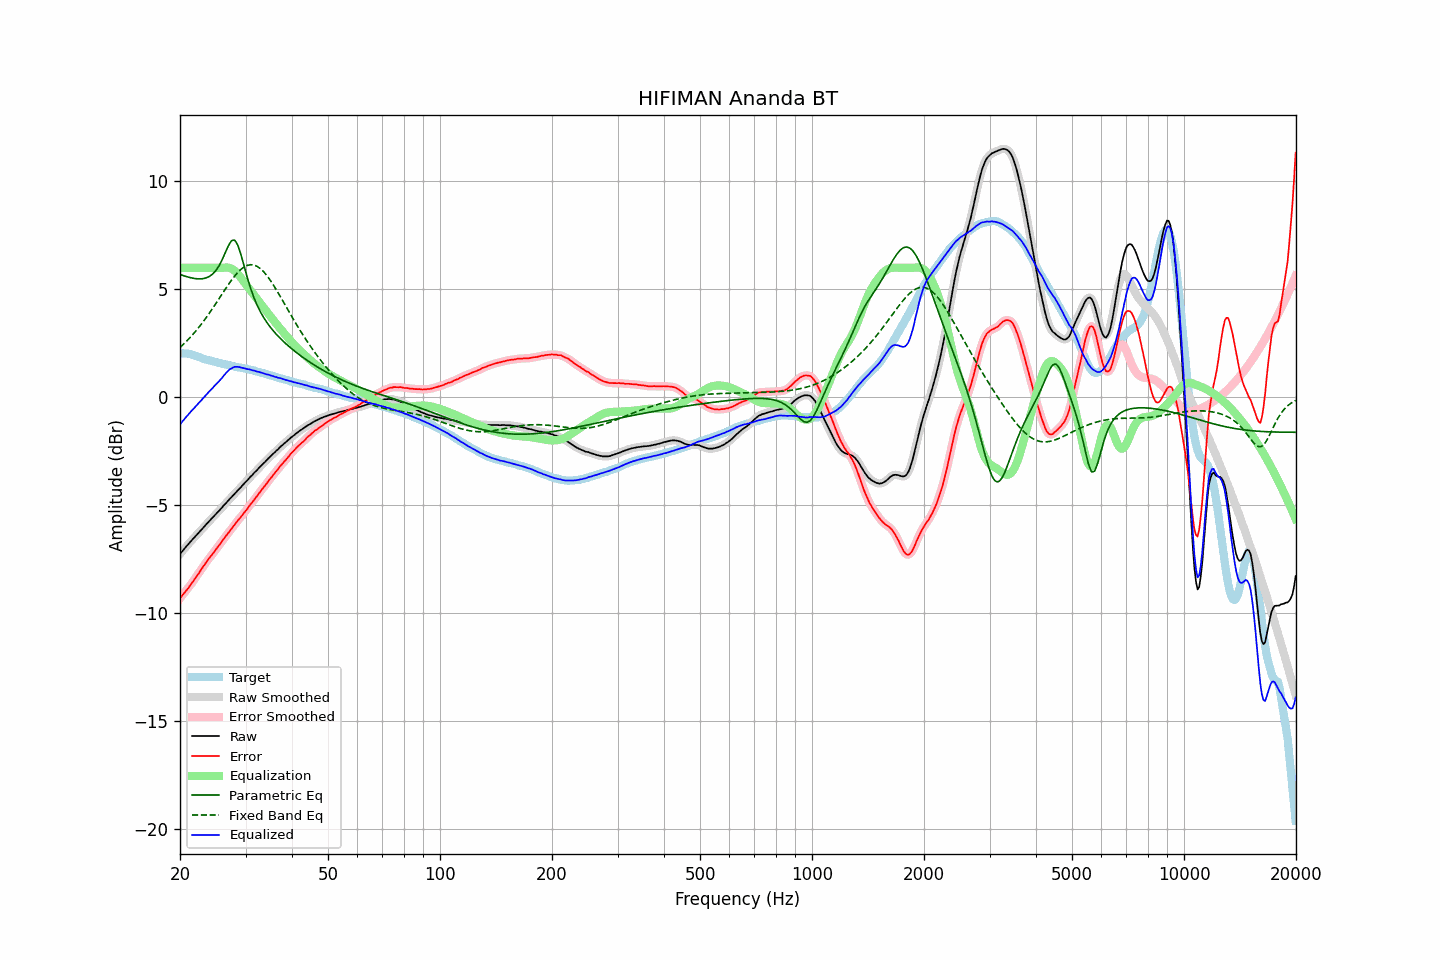 HIFIMAN Ananda BT
Amplitude (dBr)
10
5
0
−5
−10
−15
−20
Target
Raw Smoothed
Error Smoothed
Raw
Error
Equalization
Parametric Eq
Fixed Band Eq
Equalized
20 50 100 200 500 1000 2000 5000 10000 20000
Frequency (Hz)